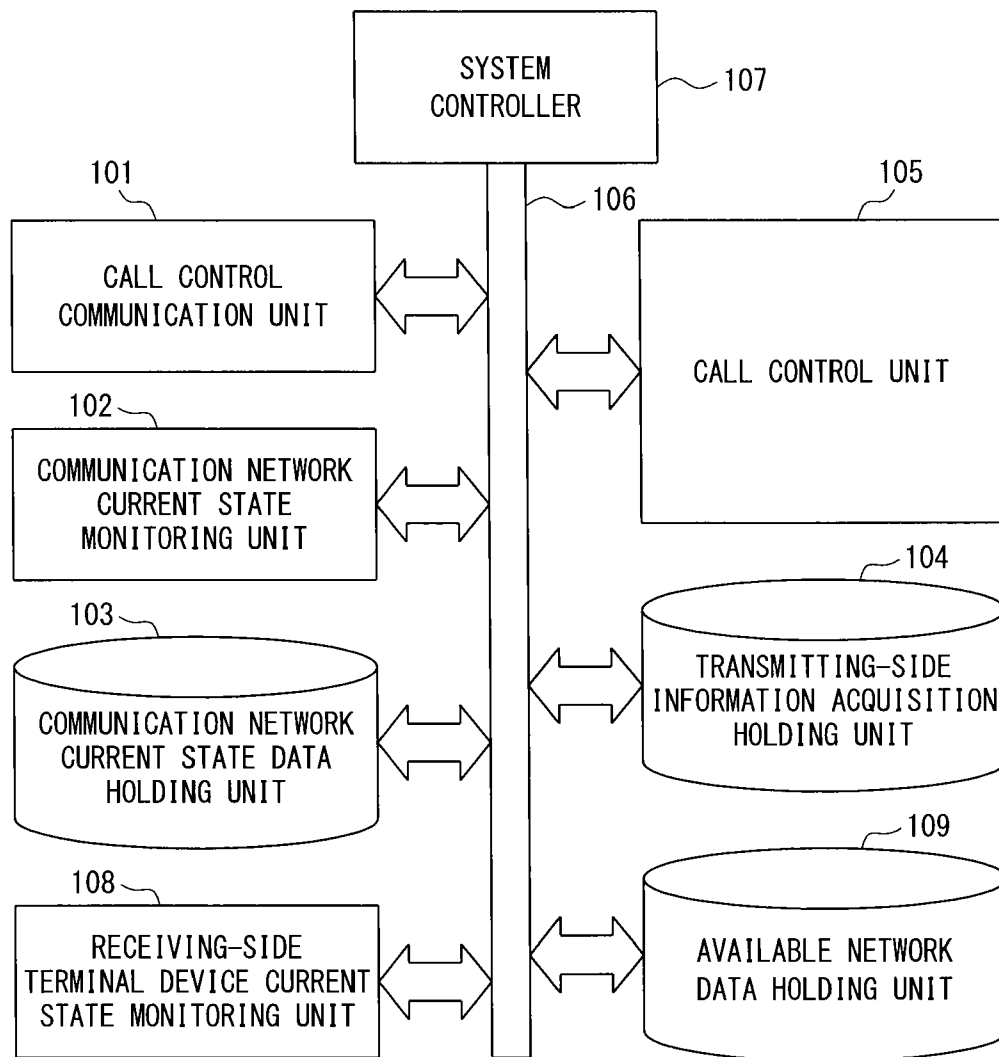 SYSTEM
CONTROLLER
107
101
106
105
CALL CONTROL
COMMUNICATION UNIT
CALL CONTROL UNIT
102
COMMUNICATION NETWORK
CURRENT STATE
MONITORING UNIT
104
TRANSMITTING-SIDE
INFORMATION ACQUISITION
HOLDING UNIT
103
COMMUNICATION NETWORK
CURRENT STATE DATA
HOLDING UNIT
109
AVAILABLE NETWORK
DATA HOLDING UNIT
108
RECEIVING-SIDE
TERMINAL DEVICE CURRENT
STATE MONITORING UNIT